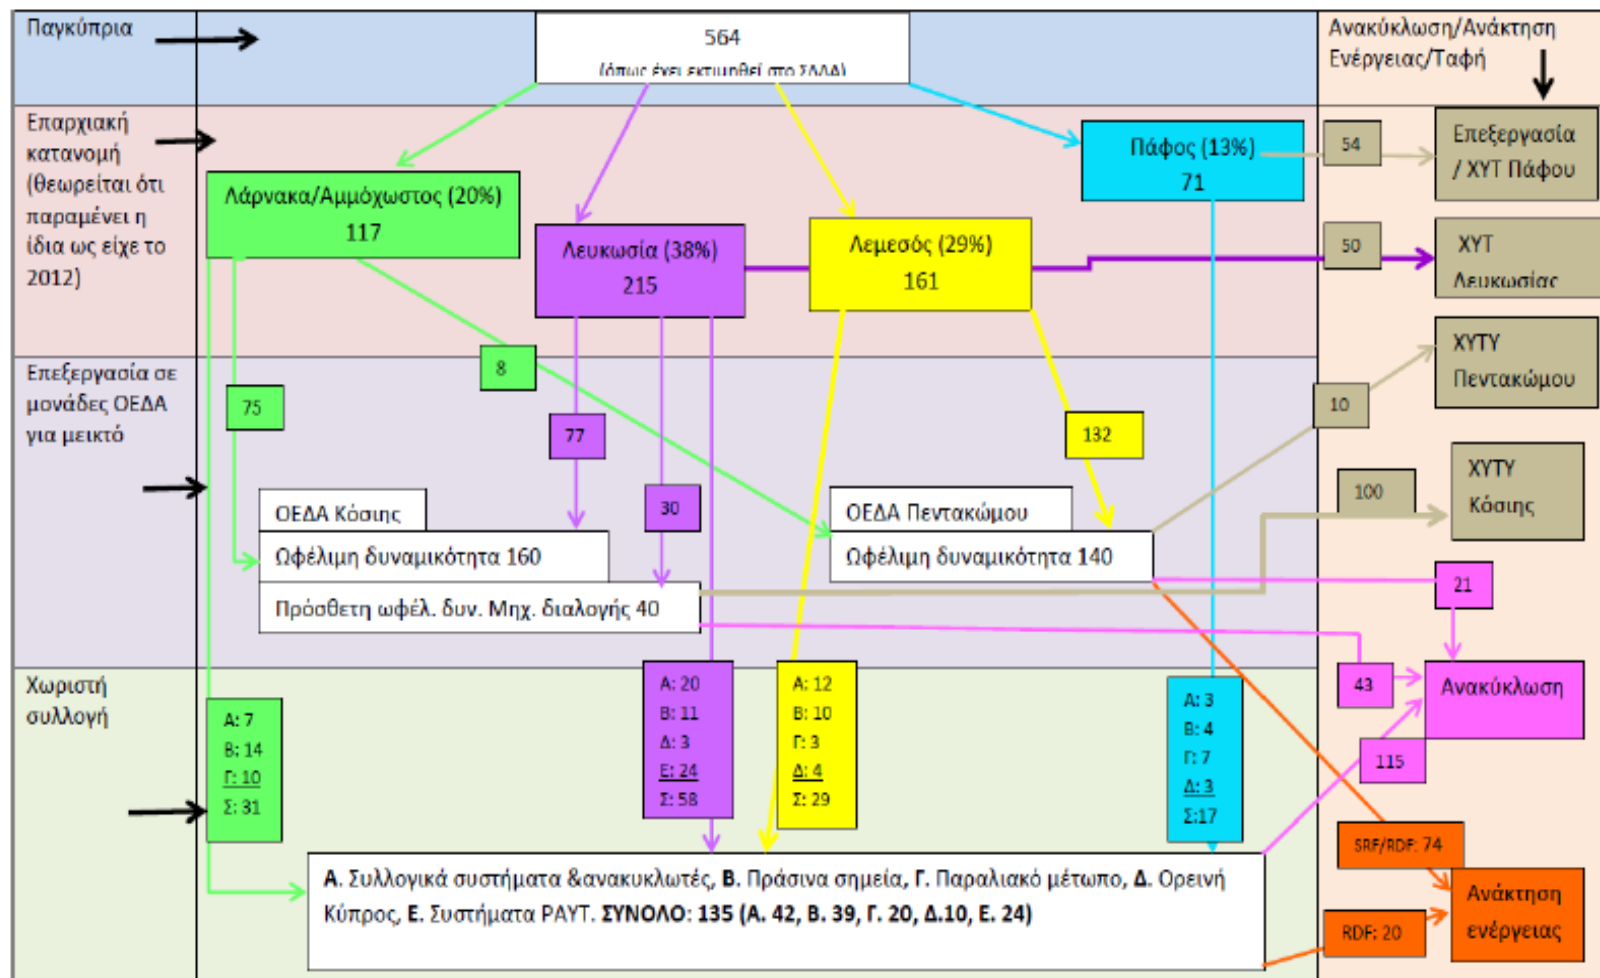 Παγκύπρια
564
(όπως έχει εκτιμηθεί στο ΣΔΔΑ)
Ανακύκλωση/Ανάκτηση
Ενέργειας/Ταφή
Επαρχιακή
κατανομή
(θεωρείται ότι
παραμένει η
ίδια ως είχε το
2012)
Λάρνακα/Αμμόχωστος (20%)
117
Λευκωσία (38%)
215
Λεμεσός (29%)
161
Πάφος (13%)
71
54
Επεξεργασία
/ ΧΥΤ Πάφου
50
ΧΥΤ
Λευκωσίας
Επεξεργασία σε
μονάδες ΟΕΔΑ
για μεικτό
8
75
77
30
132
10
ΧΥΤΥ
Πεντακώμου
100
ΧΥΤΥ
Κόσιης
ΟΕΔΑ Κόσιης
Ωφέλιμη δυναμικότητα 160
Πρόσθετη ωφέλ. δυν. Μηχ. διαλογής 40
ΟΕΔΑ Πεντακώμου
Ωφέλιμη δυναμικότητα 140
21
43
Ανακύκλωση
115
Χωριστή
συλλογή
Α: 7
Β: 14
Γ: 10
Σ: 31
Α: 20
Β: 11
Δ: 3
Ε: 24
Σ: 58
Α: 12
Β: 10
Γ: 3
Δ: 4
Σ: 29
Α: 3
Β: 4
Γ: 7
Δ: 3
Σ:17
Α. Συλλογικά συστήματα &ανακυκλωτές, Β. Πράσινα σημεία, Γ. Παραλιακό μέτωπο, Δ. Ορεινή
Κύπρος, Ε. Συστήματα ΡΑΥΤ. ΣΥΝΟΛΟ: 135 (Α. 42, Β. 39, Γ. 20, Δ.10, Ε. 24)
SRF/RDF: 74
RDF: 20
Ανάκτηση
ενέργειας